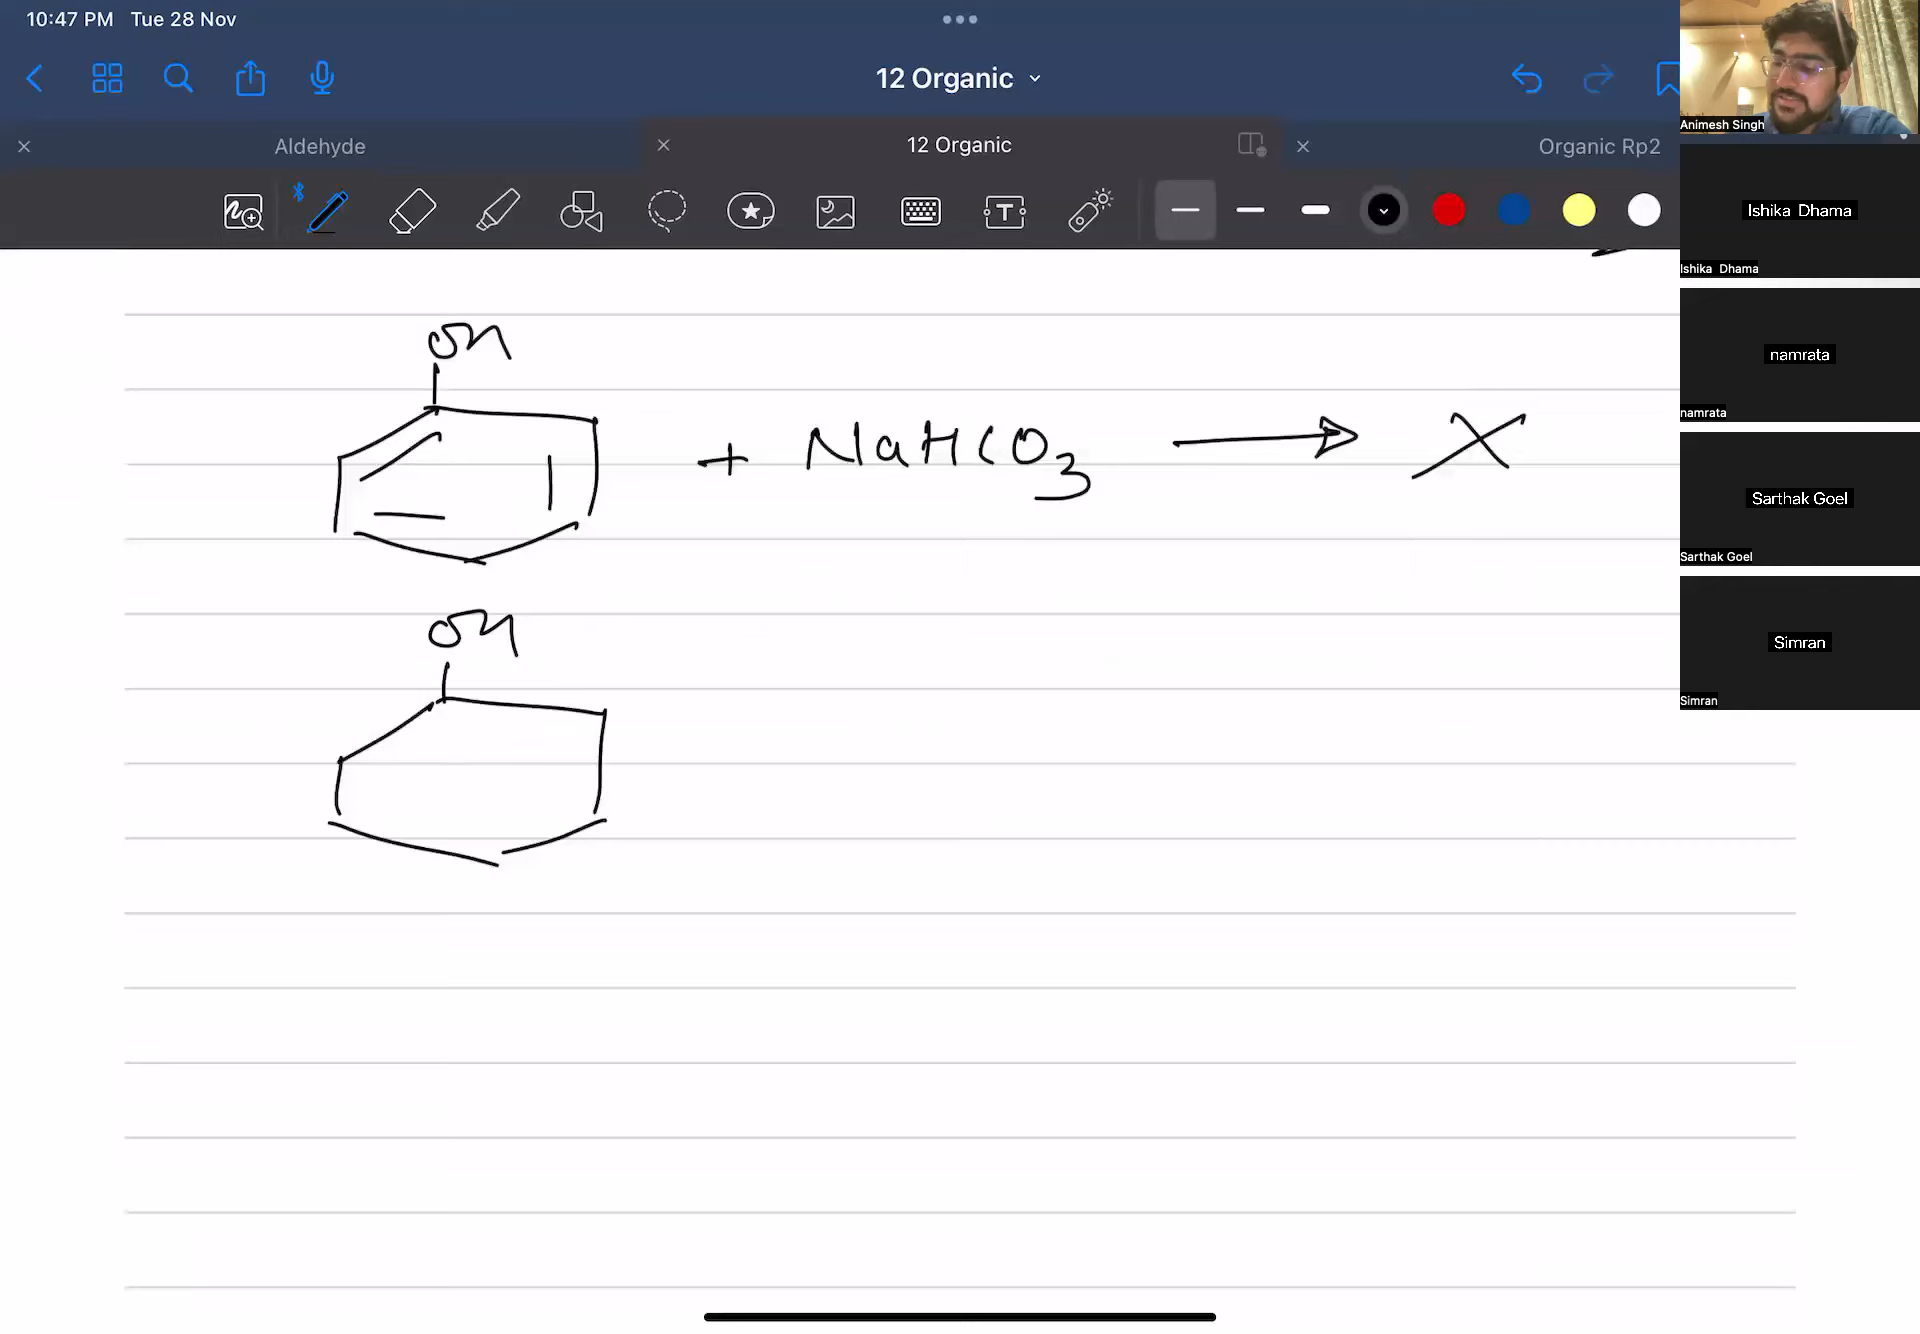 10:47 PM Tue 28 Nov
12 Organic
Aldehyde
12 Organic
Organic Rp2
T
OH
+ NaHCO3 → X
OH
Animesh Singh
Ishika Dhama
Ishika Dhama
namrata
namrata
Sarthak Goel
Sarthak Goel
Simran
Simran